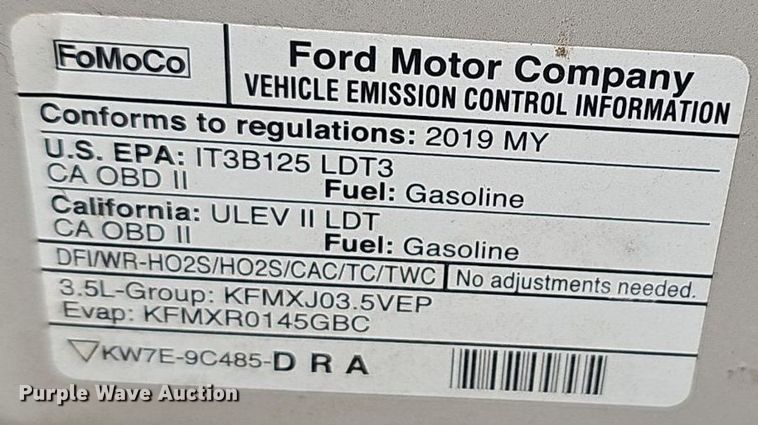 FoMoCo
Ford Motor Company
VEHICLE EMISSION CONTROL INFORMATION
Conforms to regulations: 2019 MY
U.S. EPA: IT3B125 LDT3
CA OBD II Fuel: Gasoline
California: ULEV II LDT
CA OBD II Fuel: Gasoline
DFI/WR-HO2S/HO2S/CAC/TC/TWC No adjustments needed.
3.5L-Group: KFMXJ03.5VEP
Evap: KFMXR0145GBC
KW7E-9C485-D R A
Purple Wave Auction